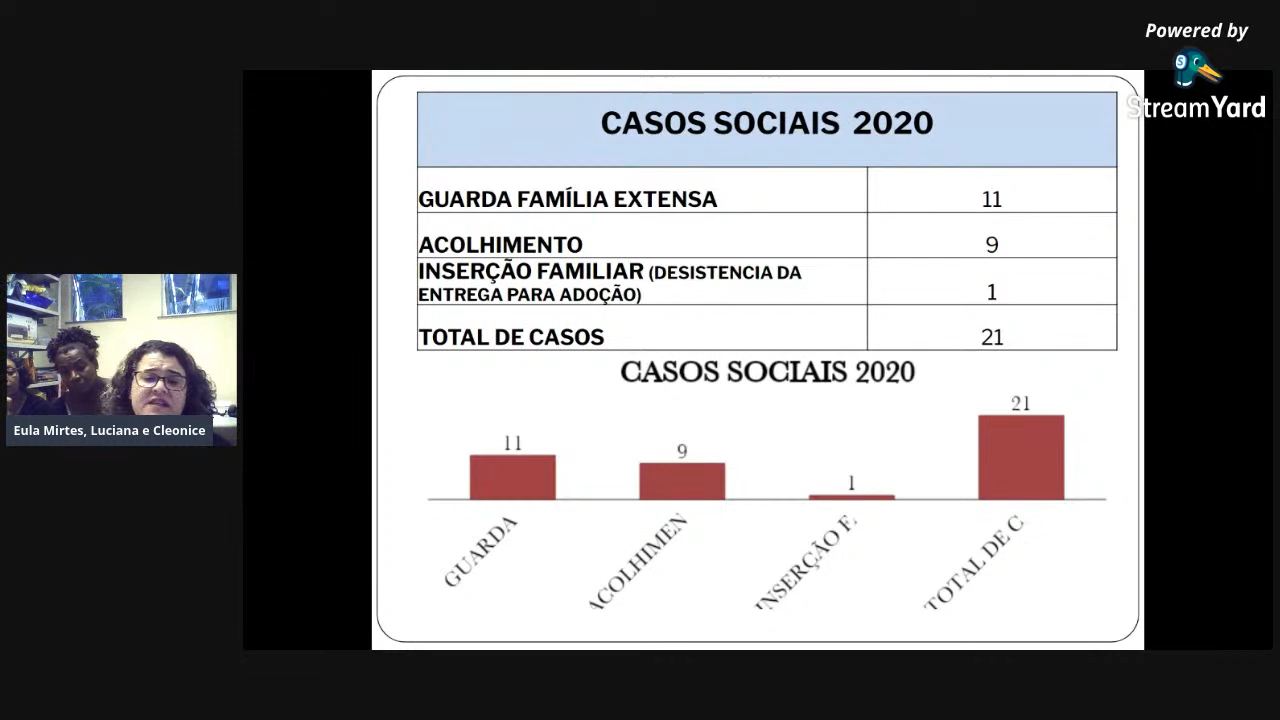 Powered by
StreamYard
CASOS SOCIAIS 2020
GUARDA FAMÍLIA EXTENSA 11
ACOLHIMENTO 9
INSERÇÃO FAMILIAR (DESISTENCIA DA
ENTREGA PARA ADOÇÃO) 1
TOTAL DE CASOS 21
CASOS SOCIAIS 2020
11
9
1
21
GUARDA
ACOLHIMEN
INSERÇÃO E
TOTAL DE C
Eula Mirtes, Luciana e Cleonice